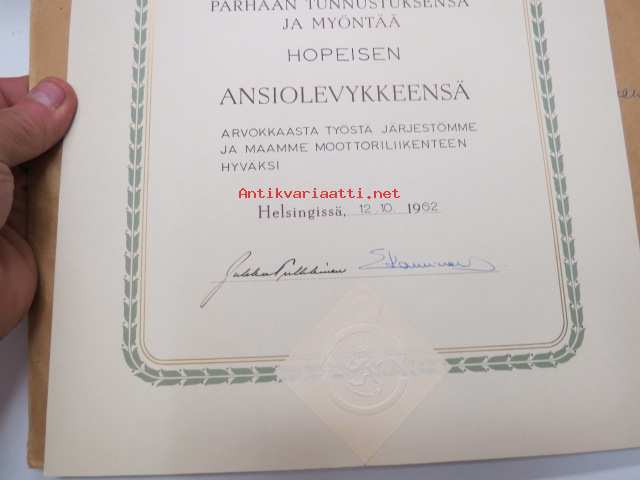 PARHAAN TUNNUSTUKSENSA
JA MYÖNTÄÄ
HOPEISEN
ANSIOLEVYKKEENSÄ
ARVOKKAASTA TYÖSTÄ JÄRJESTÖMME
JA MAAMME MOOTTORILIIKENTEEN
HYVÄKSI
Antikvariaatti.net
Helsingissä, 12.10. 1962